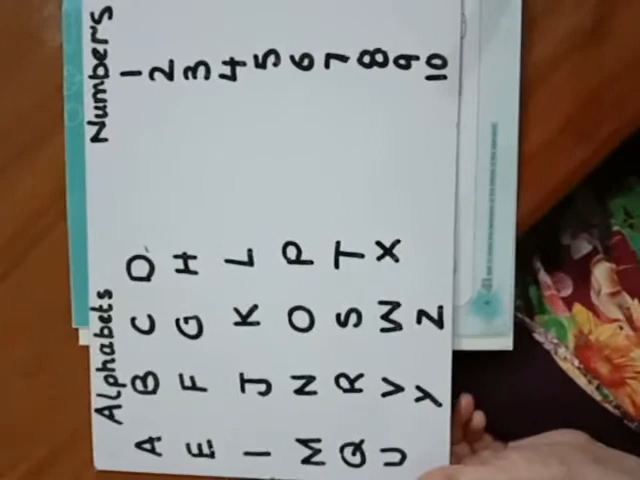 Alphabets Numbers
A B C D 1
E F G H 2
I J K L 3
M N O P 4
Q R S T 5
U V W X 6
Y Z 7
8
9
10